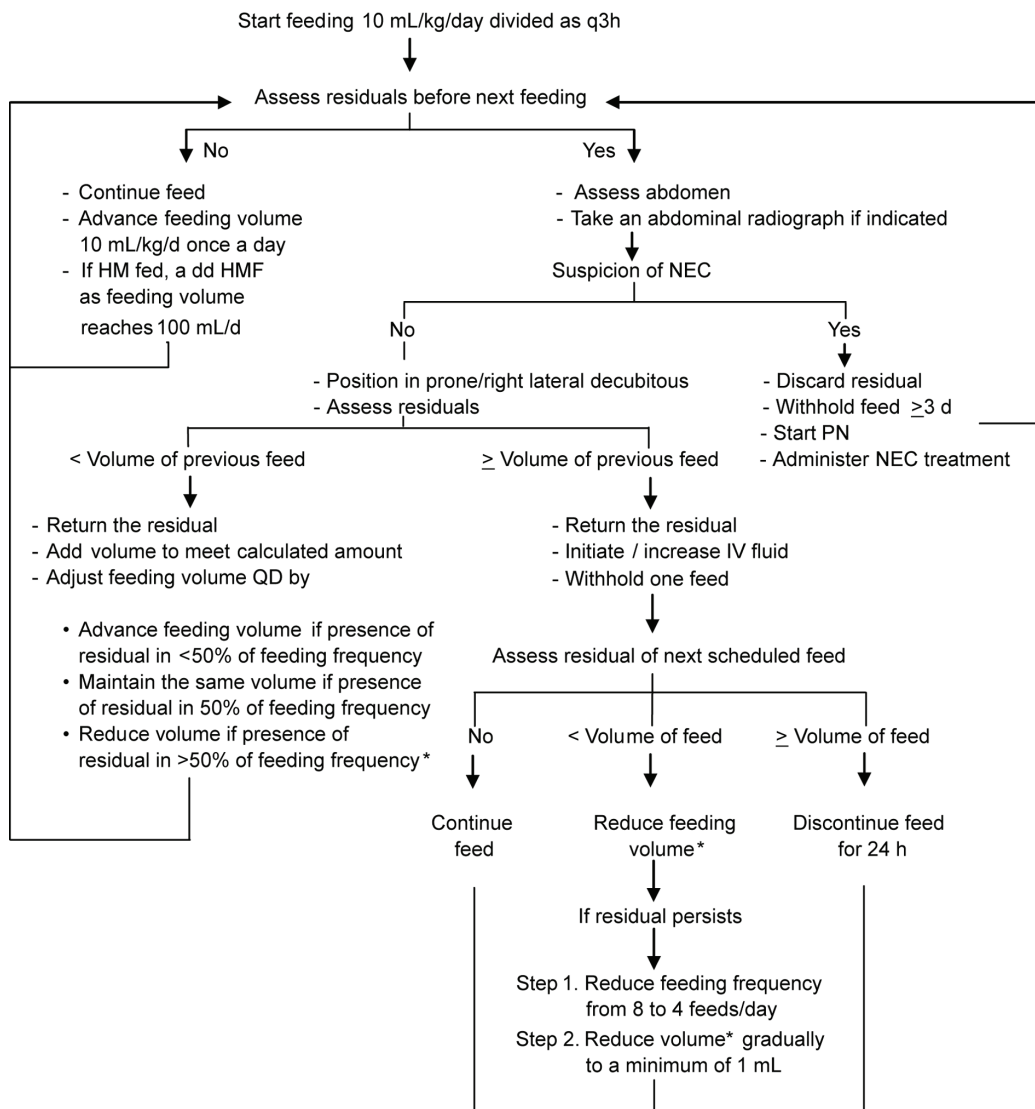 Start feeding 10 mL/kg/day divided as q3h
Assess residuals before next feeding
No
Yes
- Continue feed
- Advance feeding volume
10 mL/kg/d once a day
- If HM fed, a dd HMF
as feeding volume
reaches 100 mL/d
- Assess abdomen
- Take an abdominal radiograph if indicated
Suspicion of NEC
No
Yes
- Position in prone/right lateral decubitous
- Assess residuals
- Discard residual
- Withhold feed ≥3 d
- Start PN
- Administer NEC treatment
< Volume of previous feed
≥ Volume of previous feed
- Return the residual
- Add volume to meet calculated amount
- Adjust feeding volume QD by
• Advance feeding volume if presence of
residual in <50% of feeding frequency
• Maintain the same volume if presence
of residual in 50% of feeding frequency
• Reduce volume if presence of
residual in >50% of feeding frequency*
- Return the residual
- Initiate / increase IV fluid
- Withhold one feed
Assess residual of next scheduled feed
No
< Volume of feed
≥ Volume of feed
Continue
feed
Reduce feeding
volume*
Discontinue feed
for 24 h
If residual persists
Step 1. Reduce feeding frequency
from 8 to 4 feeds/day
Step 2. Reduce volume* gradually
to a minimum of 1 mL